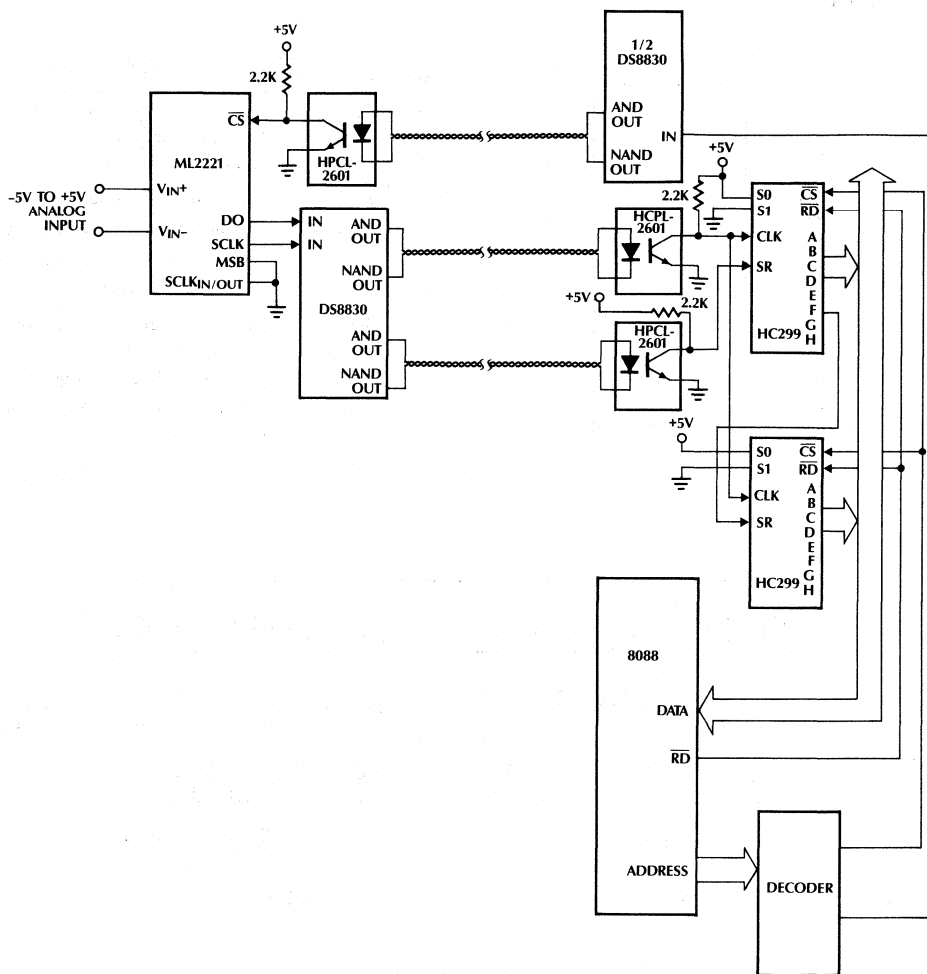 +5V
2.2K
CS
ML2221
VIN+
VIN–
–5V TO +5V
ANALOG
INPUT
DO
SCLK
MSB
SCLKIN/OUT
HPCL-
2601
1/2
DS8830
AND
OUT
IN
NAND
OUT
IN
IN
AND
OUT
NAND
OUT
DS8830
AND
OUT
NAND
OUT
HCPL-
2601
2.2K
+5V
+5V
2.2K
HPCL-
2601
S0
S1
CLK
SR
CS
RD
A
B
C
D
E
F
G
H
HC299
+5V
S0
S1
CLK
SR
CS
RD
A
B
C
D
E
F
G
H
HC299
8088
DATA
RD
ADDRESS
DECODER